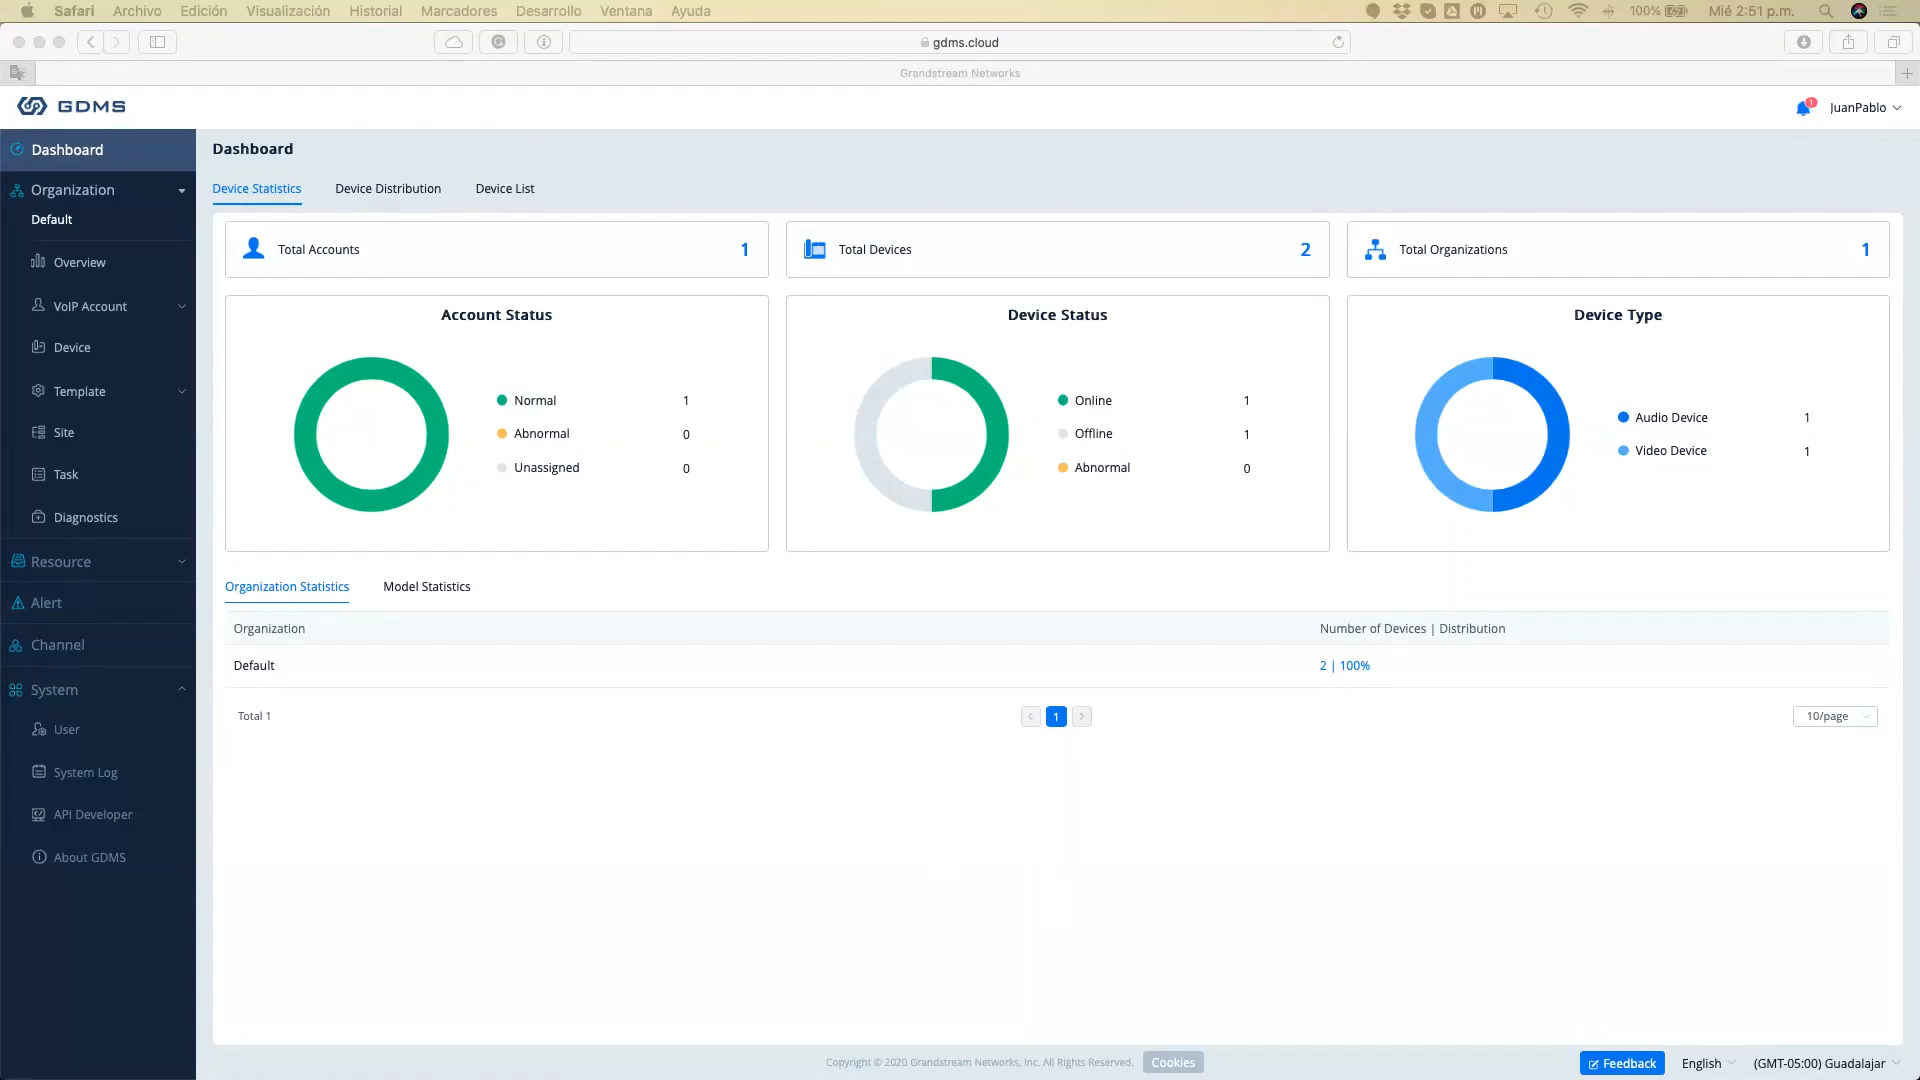 Safari Archivo Edición Visualización Historial Marcadores Desarrollo Ventana Ayuda 100% Mié 2:51 p.m.
gdms.cloud
Grandstream Networks
GDMS 1 JuanPablo
Dashboard
Organization
Default
Overview
VoIP Account
Device
Template
Site
Task
Diagnostics
Resource
Alert
Channel
System
User
System Log
API Developer
About GDMS
Dashboard
Device Statistics Device Distribution Device List
Total Accounts 1 Total Devices 2 Total Organizations 1
Account Status
Normal 1
Abnormal 0
Unassigned 0
Device Status
Online 1
Offline 1
Abnormal 0
Device Type
Audio Device 1
Video Device 1
Organization Statistics Model Statistics
Organization Number of Devices | Distribution
Default 2 | 100%
Total 1 1 10/page
Copyright © 2020 Grandstream Networks, Inc. All Rights Reserved. Cookies Feedback English (GMT-05:00) Guadalajar